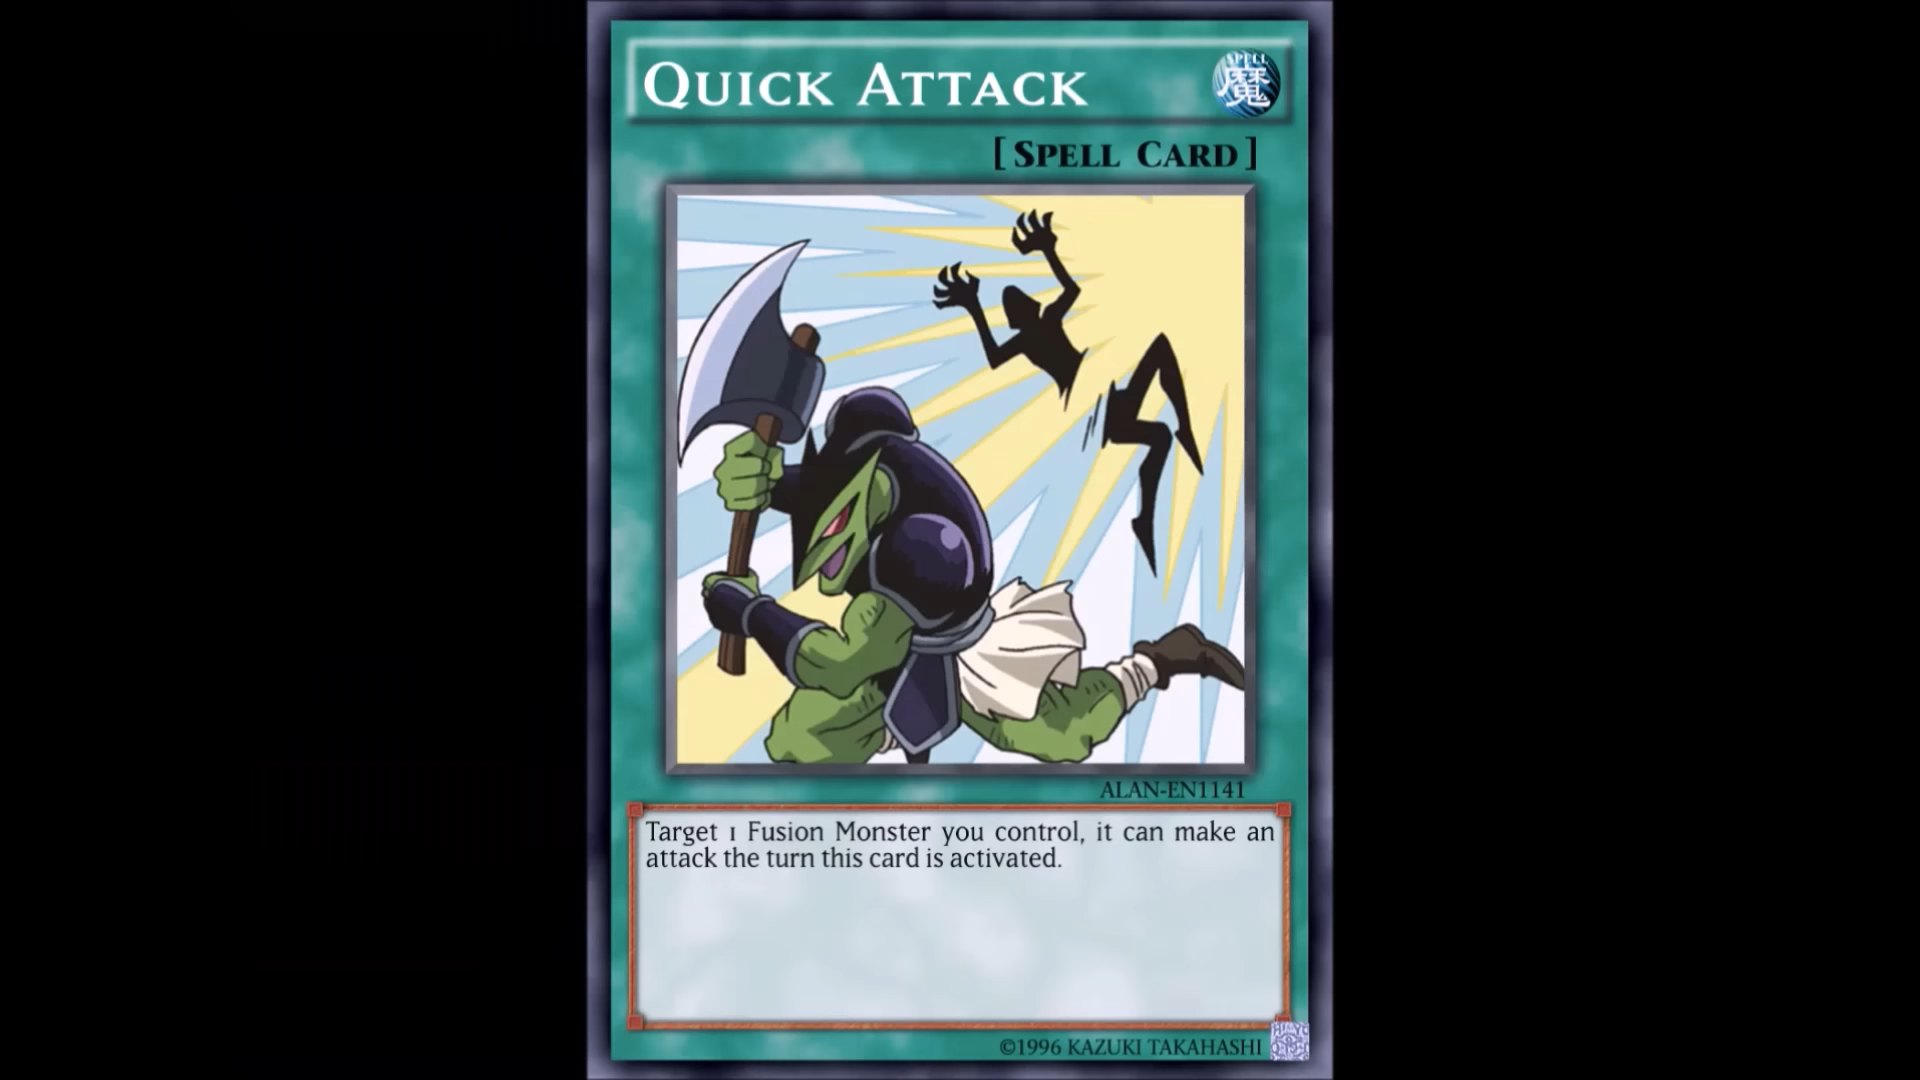 QUICK ATTACK
SPELL
魔
[SPELL CARD]
ALAN-EN1141
Target 1 Fusion Monster you control, it can make an
attack the turn this card is activated.
©1996 KAZUKI TAKAHASHI